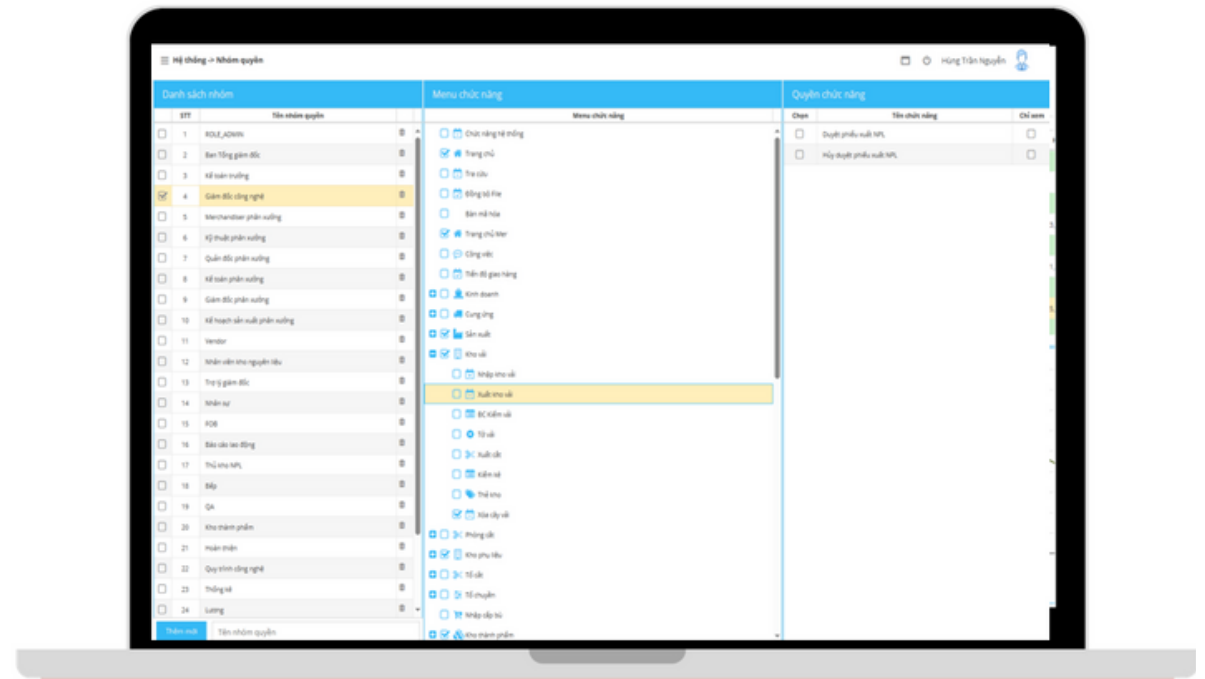 Hệ thống -> Nhóm quyền
Hùng Trần Nguyễn
Danh sách nhóm
STT Tên nhóm quyền
1 ROLE_ADMIN
2 Ban Tổng giám đốc
3 Kế toán trưởng
4 Giám đốc công nghệ
5 Merchandiser phân xưởng
6 Kỹ thuật phân xưởng
7 Quản đốc phân xưởng
8 Kế toán phân xưởng
9 Giám đốc phân xưởng
10 Kế hoạch sản xuất phân xưởng
11 Vendor
12 Nhân viên kho nguyên liệu
13 Trợ lý giám đốc
14 Nhân sự
15 FOB
16 Báo cáo lao động
17 Thủ kho NPL
18 Bếp
19 QA
20 Kho thành phẩm
21 Hoàn thiện
22 Quy trình công nghệ
23 Thống kê
24 Lương
Thêm mới Tên nhóm quyền
Menu chức năng
Menu chức năng
Chức năng hệ thống
Trang chủ
Tra cứu
Đồng bộ File
Bản mã hóa
Trang chủ Mer
Công việc
Tiến độ giao hàng
Kinh doanh
Cung ứng
Sản xuất
Kho vải
Nhập kho vải
Xuất kho vải
BC Kiểm vải
Tở vải
Xuất cắt
Kiểm kê
Thẻ kho
Xóa cây vải
Phòng cắt
Kho phụ liệu
Tổ cắt
Tổ chuyền
Nhập cấp bù
Kho thành phẩm
Quyền chức năng
Chọn Tên chức năng Chỉ xem
Duyệt phiếu xuất NPL
Hủy duyệt phiếu xuất NPL